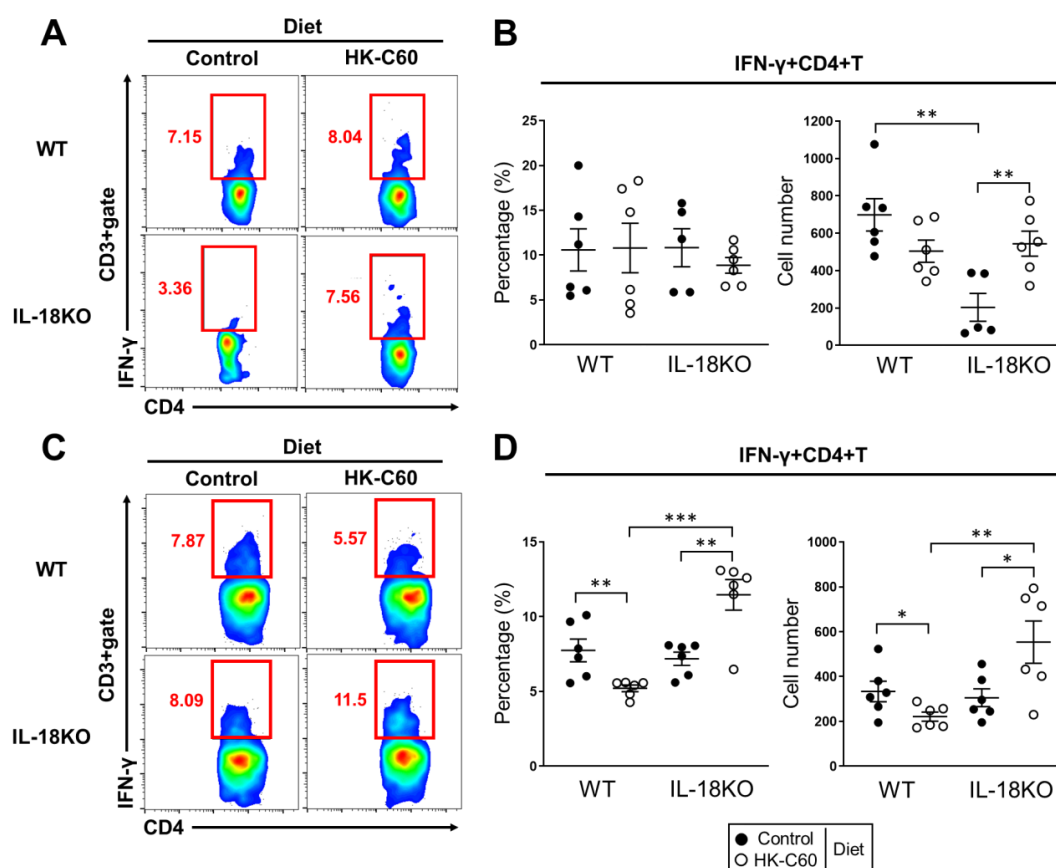 A
Diet
Control HK-C60
WT
7.15
8.04
IL-18KO
3.36
7.56
CD3+gate
IFN-γ
CD4
B
IFN-γ+CD4+T
Percentage (%)
25
20
15
10
5
0
WT IL-18KO
Cell number
1200
1000
800
600
400
200
0
**
**
WT IL-18KO
C
Diet
Control HK-C60
WT
7.87
5.57
IL-18KO
8.09
11.5
CD3+gate
IFN-γ
CD4
D
IFN-γ+CD4+T
Percentage (%)
15
10
5
0
***
**
**
WT IL-18KO
Cell number
1000
800
600
400
200
0
**
*
*
WT IL-18KO
● Control
○ HK-C60
Diet